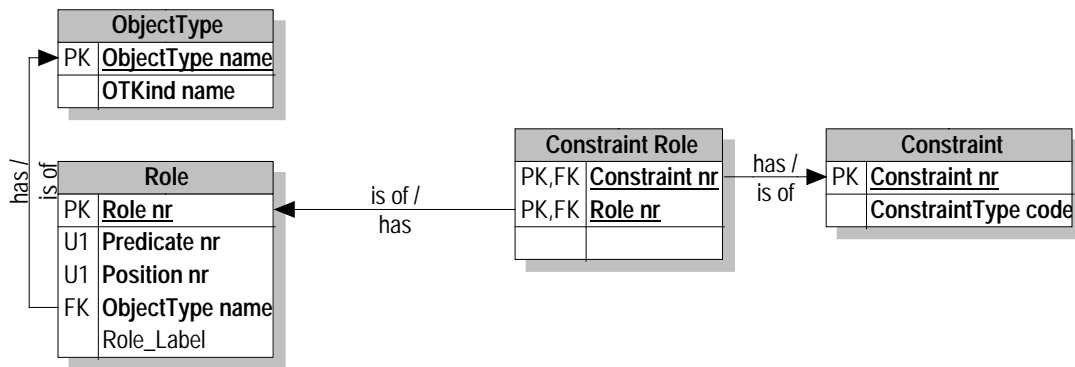 ObjectType
PK ObjectType name
OTKind name
has /
is of
Role
PK Role nr
U1 Predicate nr
U1 Position nr
FK ObjectType name
Role_Label
is of /
has
Constraint Role
PK,FK Constraint nr
PK,FK Role nr
has /
is of
Constraint
PK Constraint nr
ConstraintType code